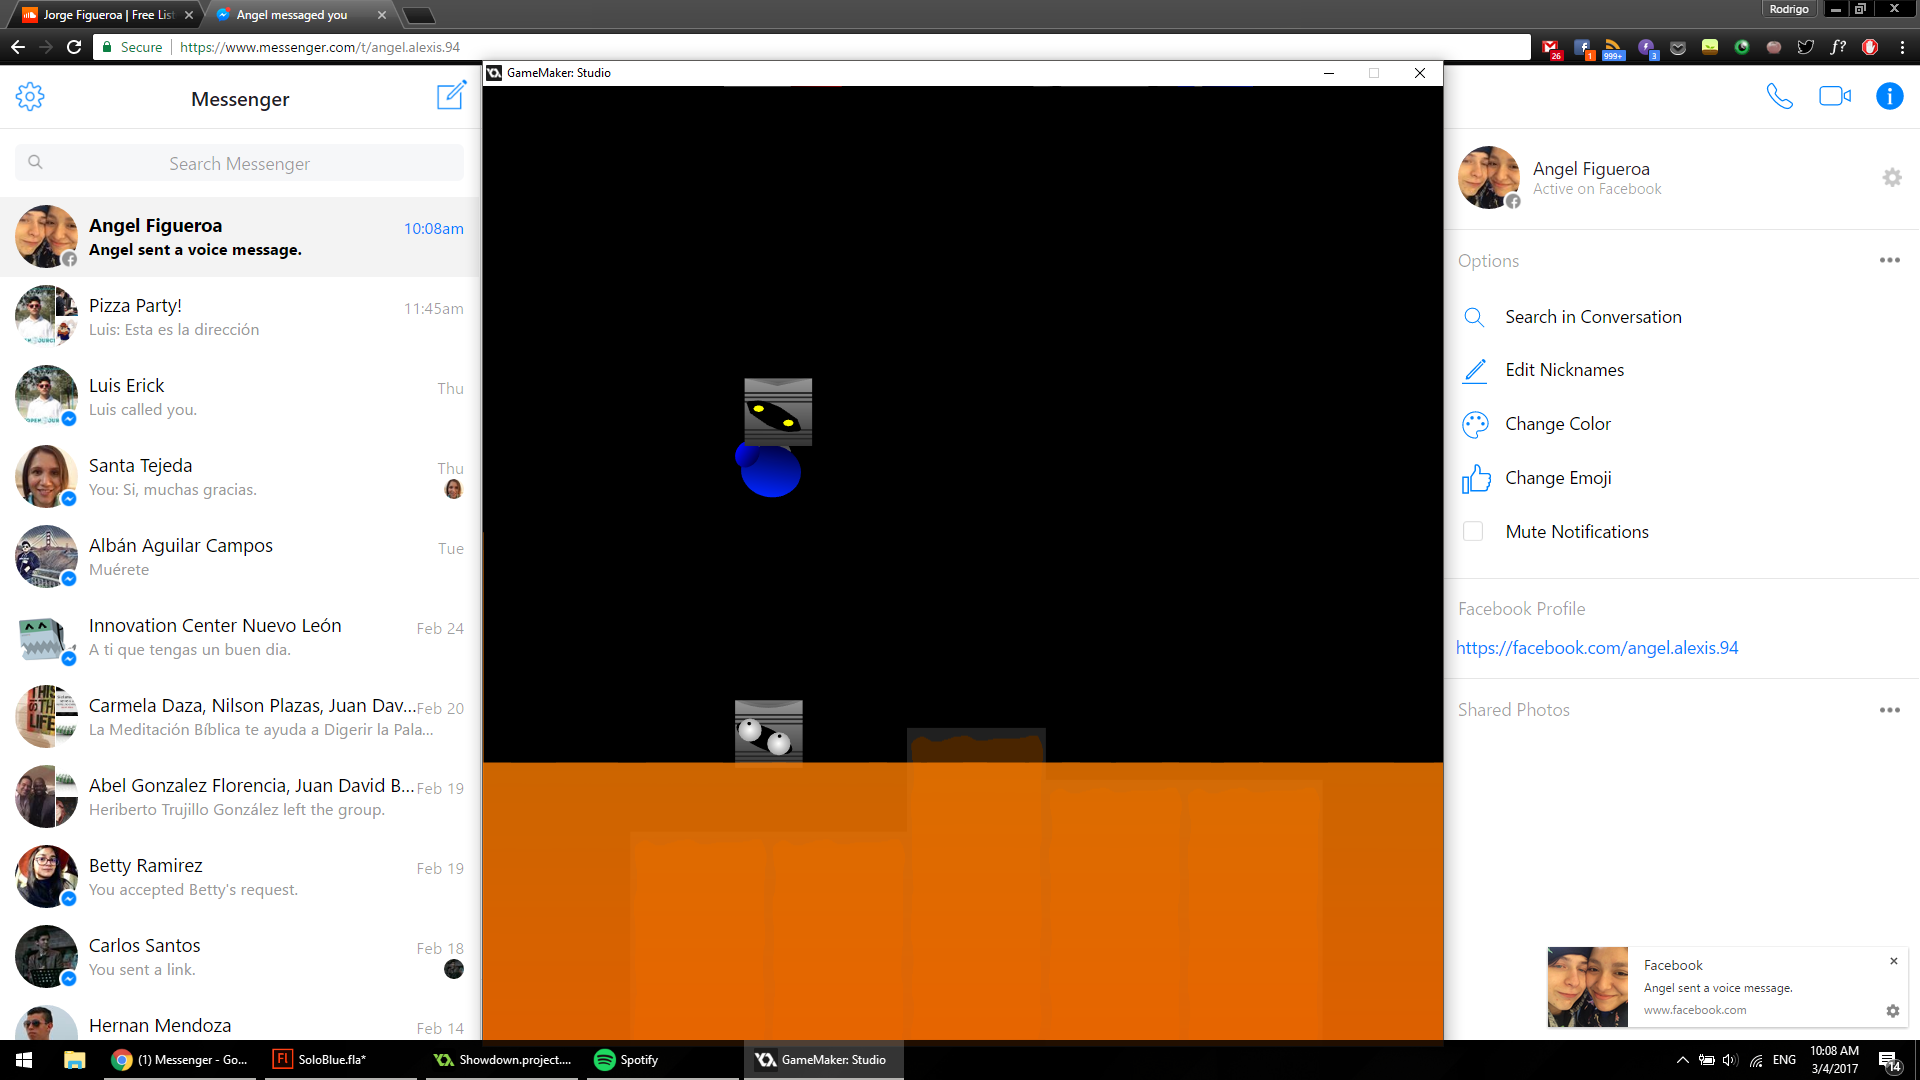 Jorge Figueroa | Free List
Angel messaged you
Rodrigo
Secure
https://www.messenger.com/t/angel.alexis.94
26
1
999+
3
f?
GameMaker: Studio
Messenger
Search Messenger
Angel Figueroa
10:08am
Angel sent a voice message.
Pizza Party!
11:45am
Luis: Esta es la dirección
Luis Erick
Thu
Luis called you.
Santa Tejeda
Thu
You: Si, muchas gracias.
Albán Aguilar Campos
Tue
Muérete
Innovation Center Nuevo León
Feb 24
A ti que tengas un buen dia.
Carmela Daza, Nilson Plazas, Juan Dav...
Feb 20
La Meditación Bíblica te ayuda a Digerir la Pala...
Abel Gonzalez Florencia, Juan David B...
Feb 19
Heriberto Trujillo González left the group.
Betty Ramirez
Feb 19
You accepted Betty's request.
Carlos Santos
Feb 18
You sent a link.
Hernan Mendoza
Feb 14
Angel Figueroa
Active on Facebook
Options
Search in Conversation
Edit Nicknames
Change Color
Change Emoji
Mute Notifications
Facebook Profile
https://facebook.com/angel.alexis.94
Shared Photos
Facebook
Angel sent a voice message.
www.facebook.com
(1) Messenger - Go...
Fl
SoloBlue.fla*
Showdown.project....
Spotify
GameMaker: Studio
ENG
10:08 AM
3/4/2017
14